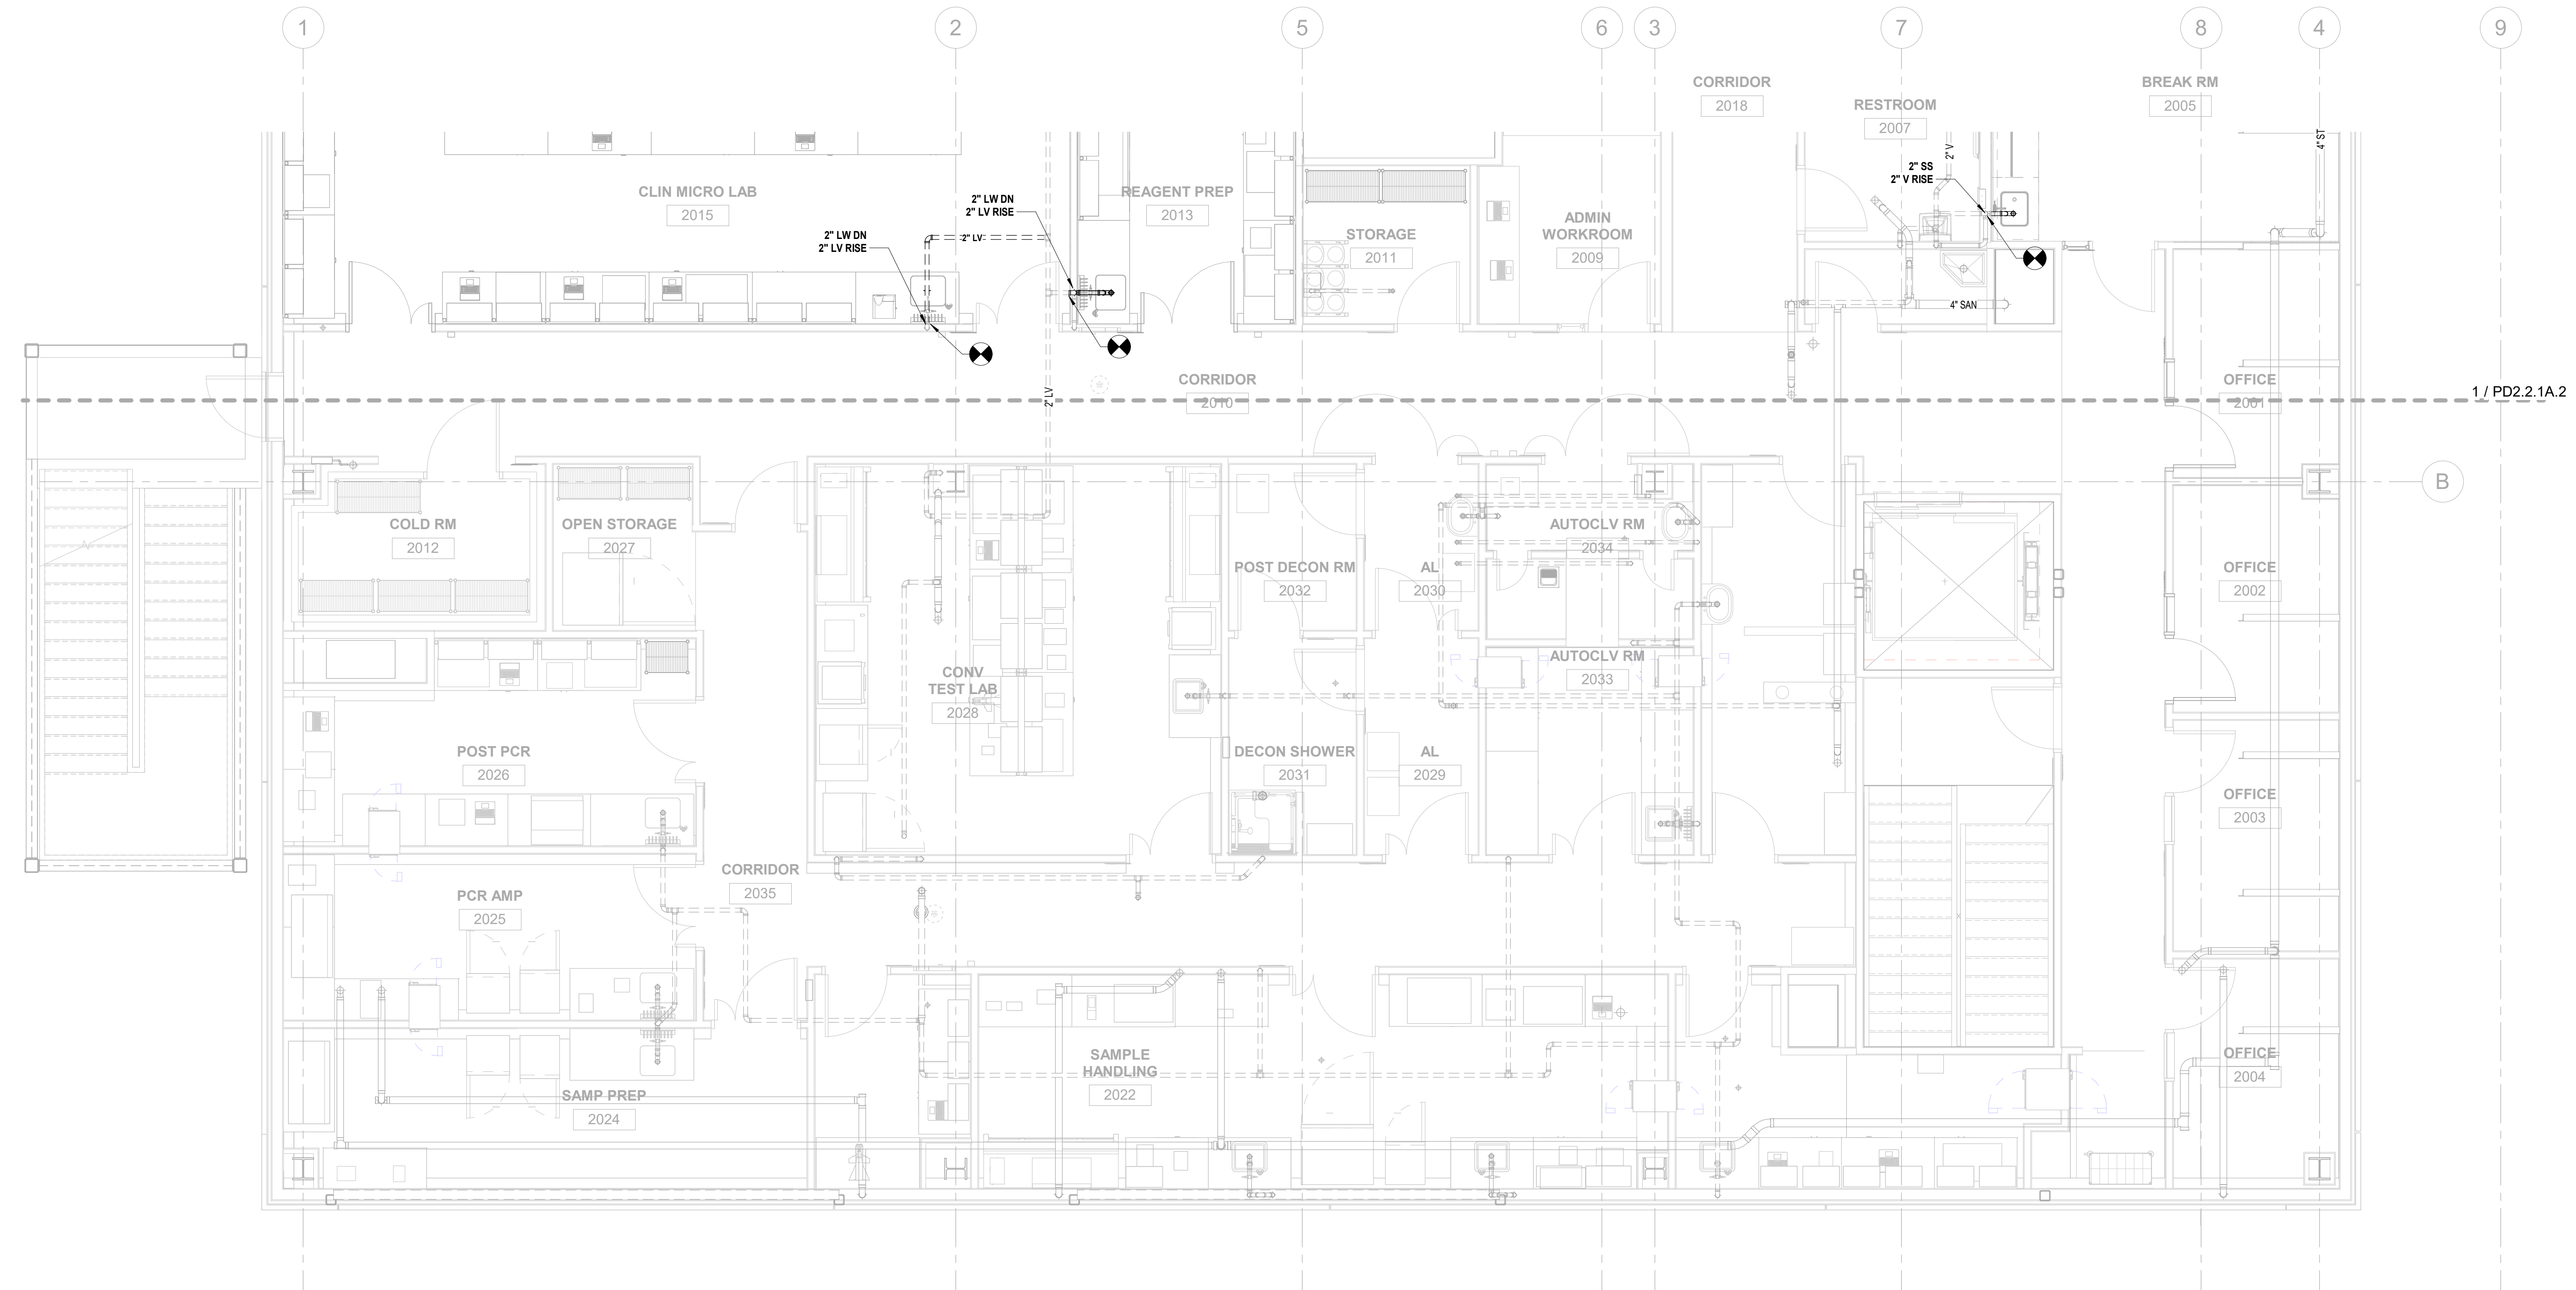 1
2
5
6
3
7
8
4
9
CORRIDOR
2018
BREAK RM
2005
RESTROOM
2007
4" ST
2" V
2" SS
2" V RISE
CLIN MICRO LAB
2015
2" LW DN
2" LV RISE
REAGENT PREP
2013
2" LW DN
2" LV RISE
2" LV
STORAGE
2011
ADMIN
WORKROOM
2009
4" SAN
2" LV
CORRIDOR
2010
OFFICE
2001
1 / PD2.2.1A.2
B
COLD RM
2012
OPEN STORAGE
2027
AUTOCLV RM
2034
POST DECON RM
2032
AL
2030
OFFICE
2002
CONV
TEST LAB
2028
AUTOCLV RM
2033
POST PCR
2026
DECON SHOWER
2031
AL
2029
OFFICE
2003
PCR AMP
2025
CORRIDOR
2035
SAMPLE
HANDLING
2022
OFFICE
2004
SAMP PREP
2024